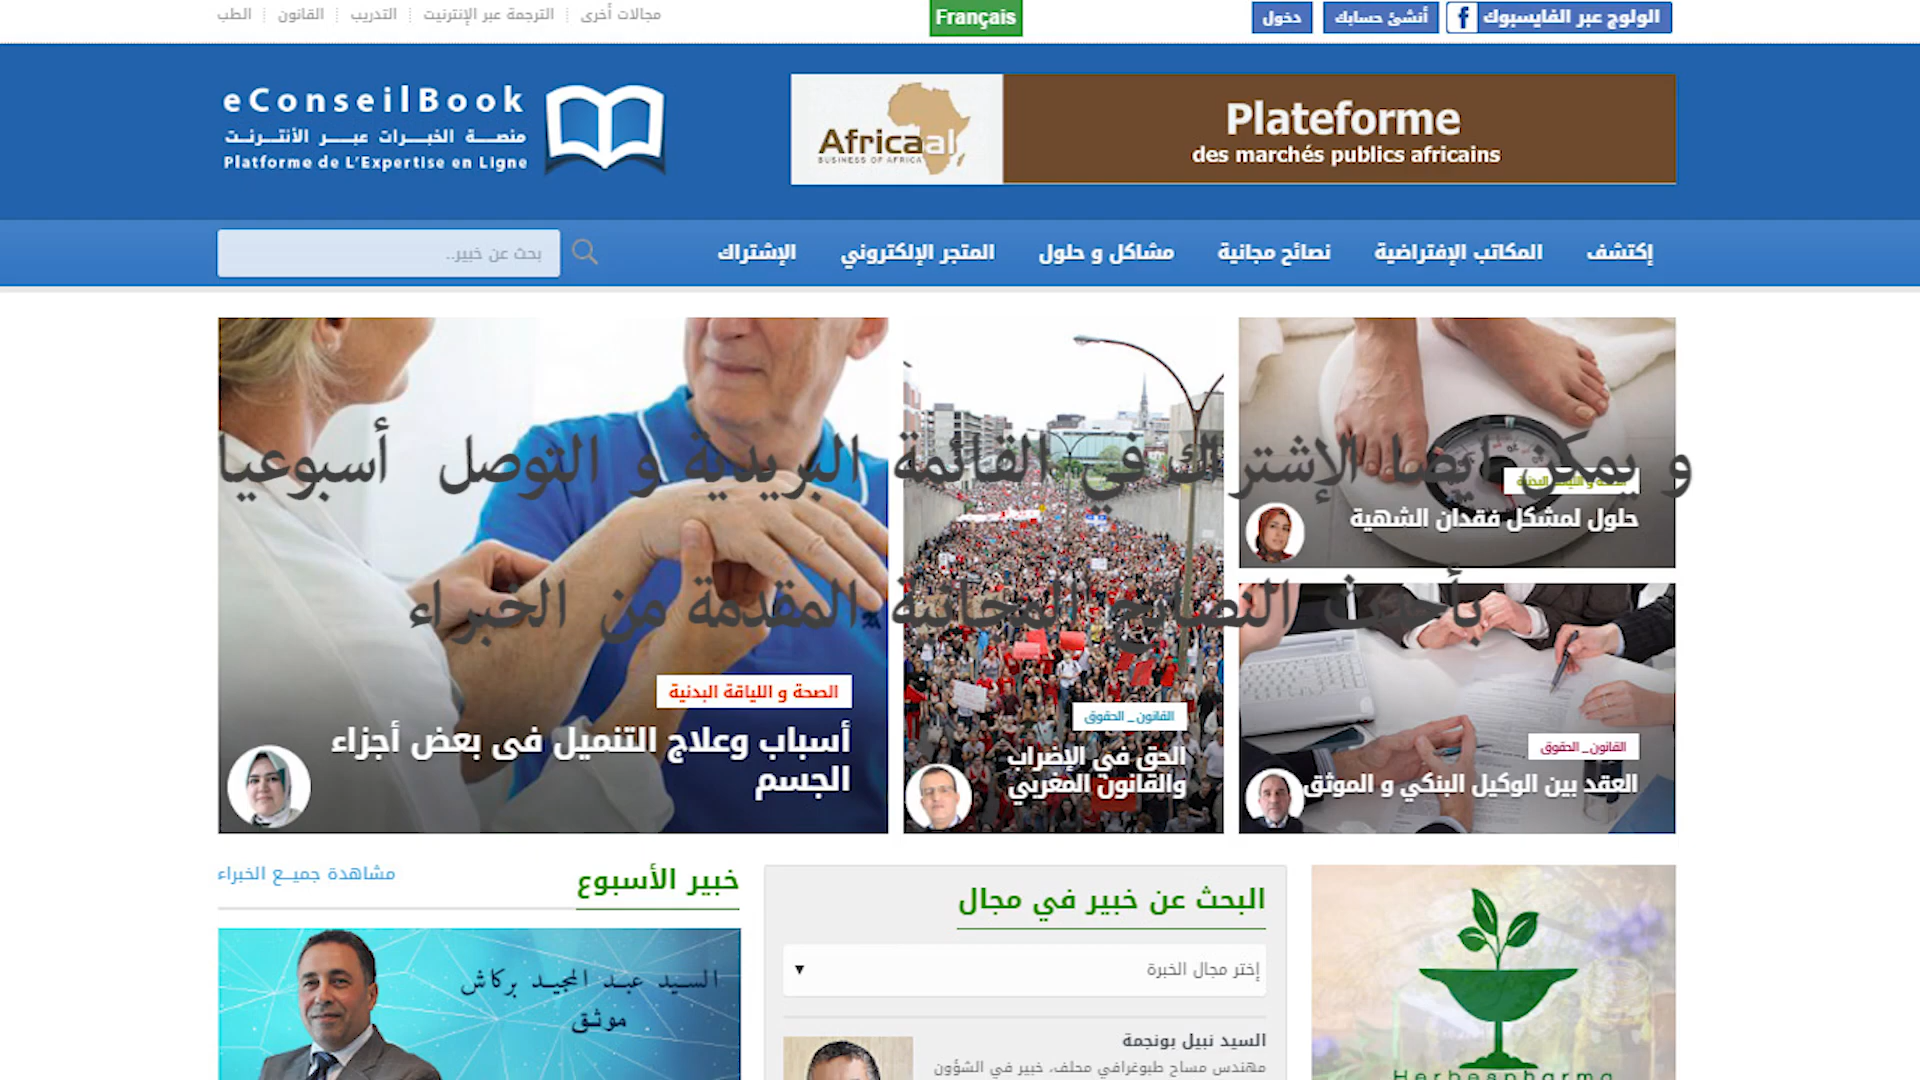 الولوج عبر الفايسبوك
أنشئ حسابك
دخول
Français
مجالات أخرى
الترجمة عبر الإنترنيت
التدريب
القانون
الطب
eConseilBook
منصة الخبرات عبر الأنترنت
Platforme de L'Expertise en Ligne
Africaal
BUSINESS OF AFRICA
Plateforme
des marchés publics africains
إكتشف
المكاتب الإفتراضية
نصائح مجانية
مشاكل و حلول
المتجر الإلكتروني
الإشتراك
بحث عن خبير..
و يمكن أيضا الإشتراك في القائمة البريدية و التوصل أسبوعيا
بأحدث النصائح المجانية المقدمة من الخبراء
حلول لمشكل فقدان الشهية
القانون_الحقوق
العقد بين الوكيل البنكي و الموثق
القانون_الحقوق
الحق في الإضراب
والقانون المغربي
الصحة و اللياقة البدنية
أسباب وعلاج التنميل فى بعض أجزاء
الجسم
البحث عن خبير في مجال
إختر مجال الخبرة
السيد نبيل بونجمة
مهندس مساح طبوغرافي محلف، خبير في الشؤون
خبير الأسبوع
مشاهدة جميع الخبراء
السيد عبد المجيد بركاش
موثق
Herbeapharma